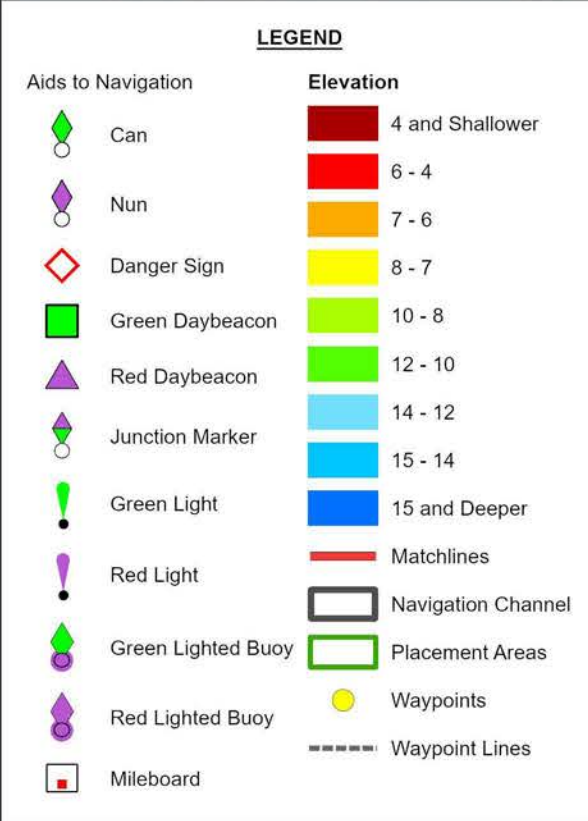 LEGEND
Aids to Navigation
Can
Nun
Danger Sign
Green Daybeacon
Red Daybeacon
Junction Marker
Green Light
Red Light
Green Lighted Buoy
Red Lighted Buoy
Mileboard
Elevation
4 and Shallower
6 - 4
7 - 6
8 - 7
10 - 8
12 - 10
14 - 12
15 - 14
15 and Deeper
Matchlines
Navigation Channel
Placement Areas
Waypoints
Waypoint Lines